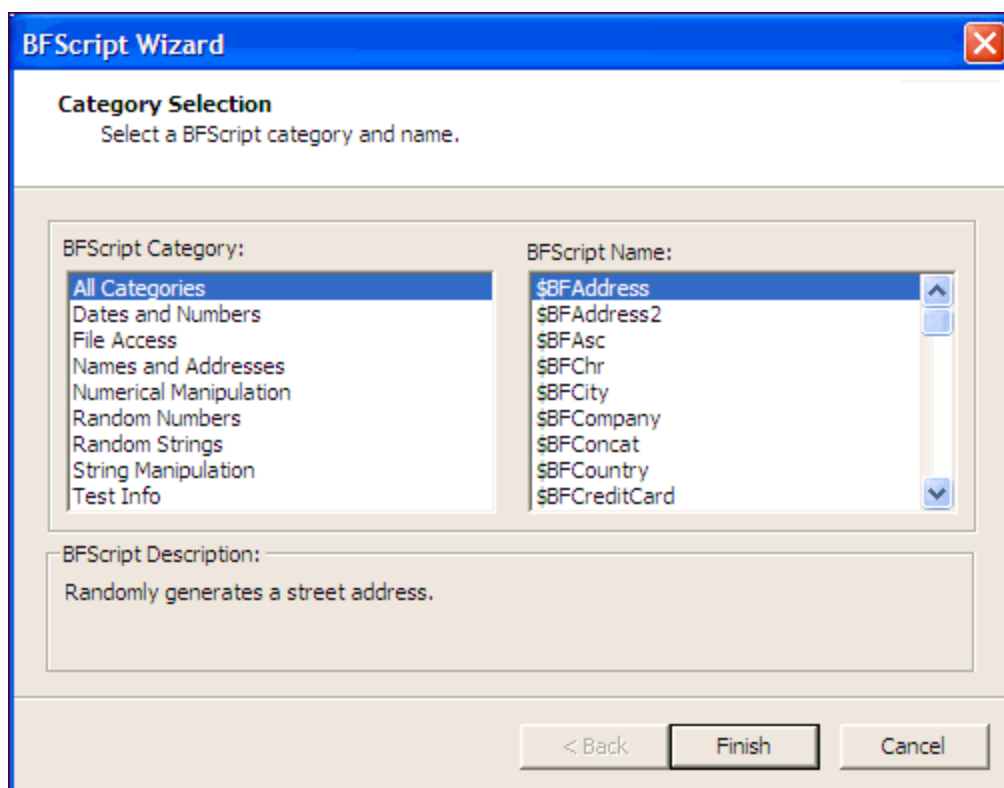 BFScript Wizard
Category Selection
Select a BFScript category and name.
BFScript Category:
All Categories
Dates and Numbers
File Access
Names and Addresses
Numerical Manipulation
Random Numbers
Random Strings
String Manipulation
Test Info
BFScript Name:
$BFAddress
$BFAddress2
$BFAsc
$BFChr
$BFCity
$BFCompany
$BFConcat
$BFCountry
$BFCreditCard
BFScript Description:
Randomly generates a street address.
< Back
Finish
Cancel